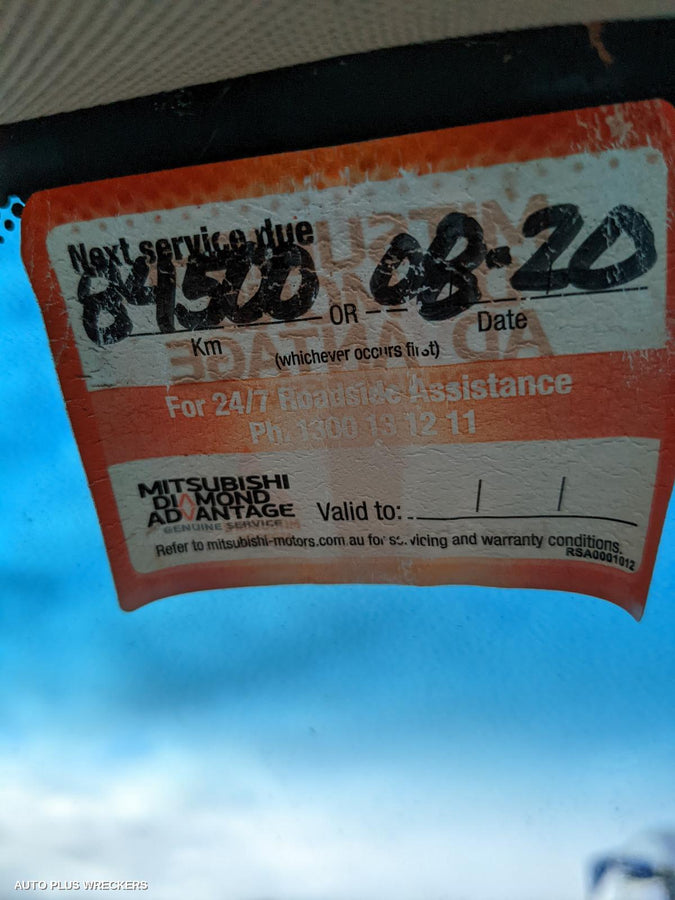 Next service due
84500 OR 08-20
Km (whichever occurs first) Date
For 24/7 Roadside Assistance
Ph: 1300 13 12 11
MITSUBISHI
DIAMOND
ADVANTAGE
GENUINE SERVICE
Valid to:
Refer to mitsubishi-motors.com.au for servicing and warranty conditions.
RSA0001012
AUTO PLUS WRECKERS